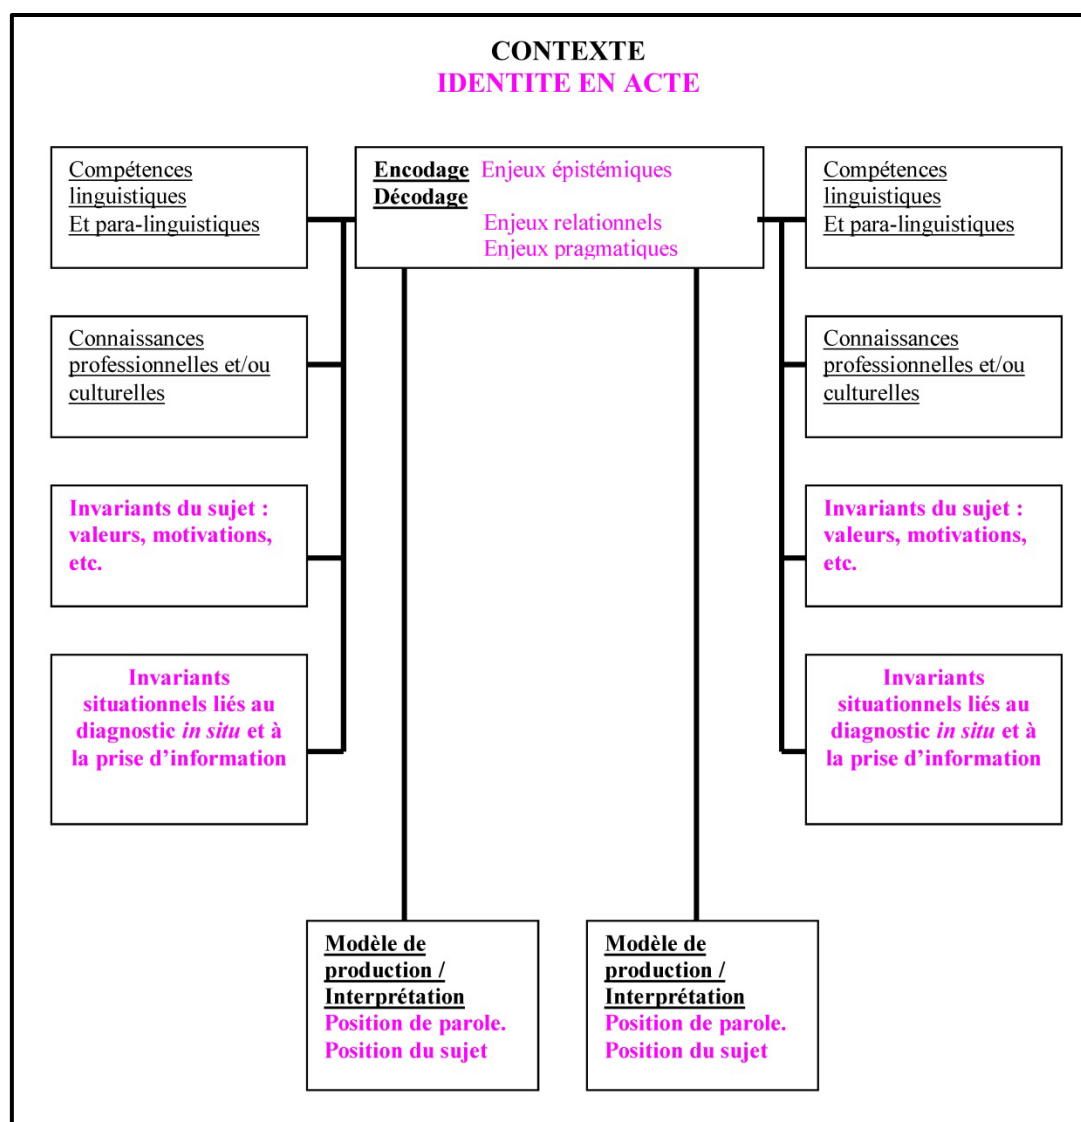 CONTEXTE
IDENTITE EN ACTE
Compétences
linguistiques
Et para-linguistiques
Encodage Enjeux épistémiques
Décodage
Enjeux relationnels
Enjeux pragmatiques
Compétences
linguistiques
Et para-linguistiques
Connaissances
professionnelles et/ou
culturelles
Connaissances
professionnelles et/ou
culturelles
Invariants du sujet :
valeurs, motivations,
etc.
Invariants du sujet :
valeurs, motivations,
etc.
Invariants
situationnels liés au
diagnostic in situ et à
la prise d’information
Invariants
situationnels liés au
diagnostic in situ et à
la prise d’information
Modèle de
production /
Interprétation
Position de parole.
Position du sujet
Modèle de
production /
Interprétation
Position de parole.
Position du sujet